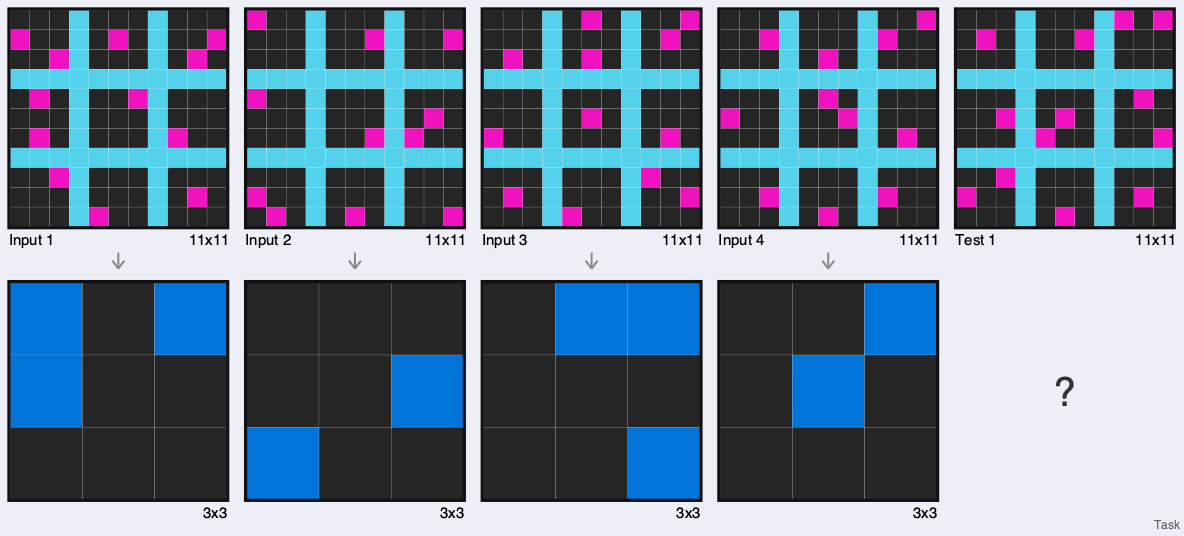 Input 1 11x11
Input 2 11x11
Input 3 11x11
Input 4 11x11
Test 1 11x11
?
3x3
3x3
3x3
3x3
Task